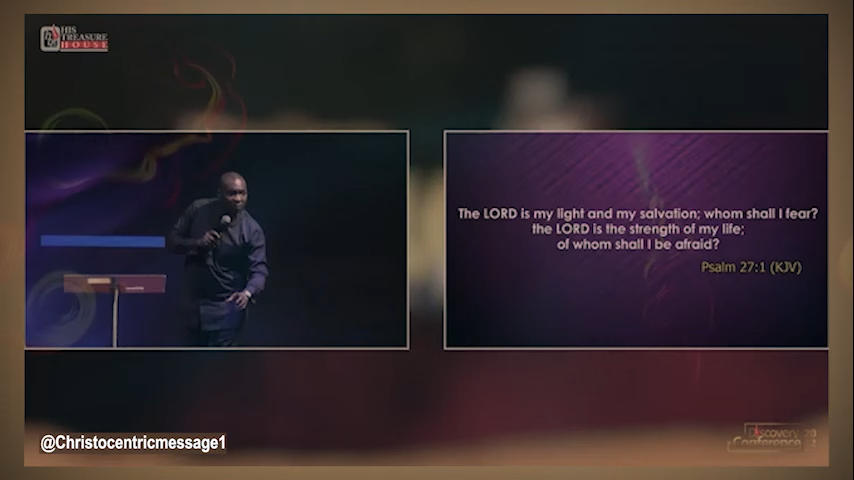 HIS
TREASURE
HOUSE
The LORD is my light and my salvation; whom shall I fear?
the LORD is the strength of my life;
of whom shall I be afraid?
Psalm 27:1 (KJV)
@Christocentricmessage1
Discovery 20
Conference